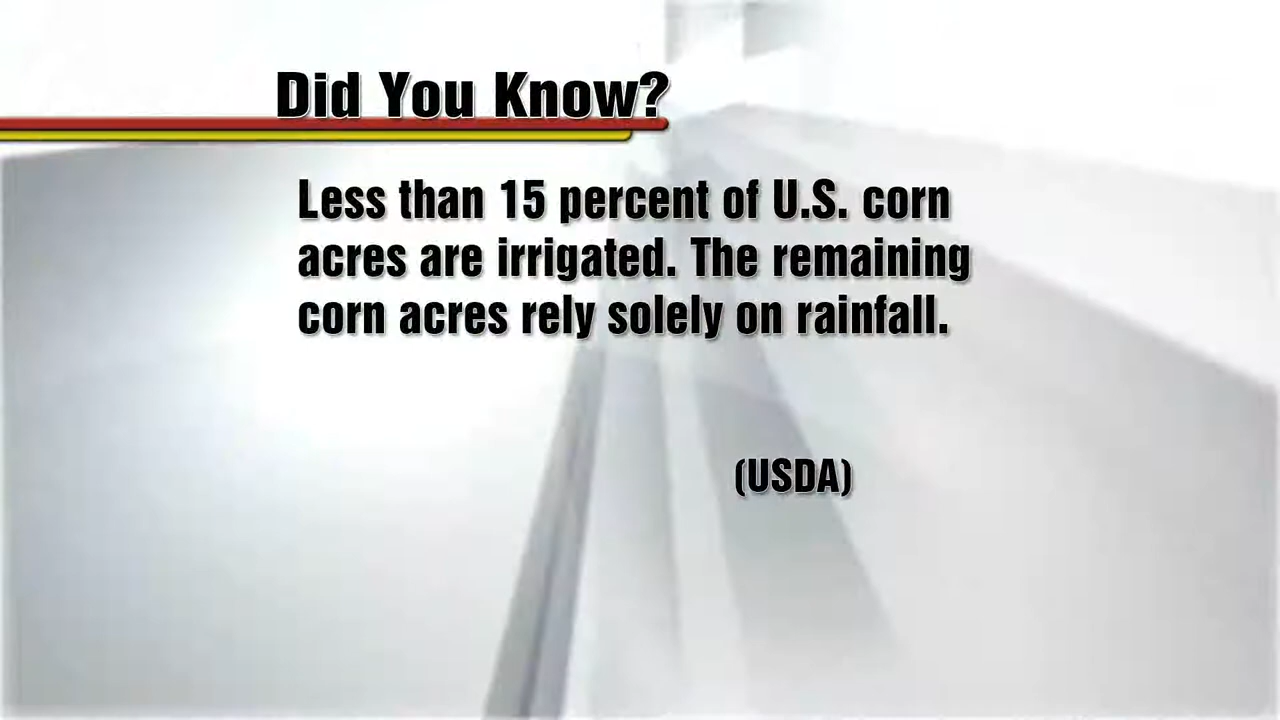 Did You Know?
Less than 15 percent of U.S. corn
acres are irrigated. The remaining
corn acres rely solely on rainfall.
(USDA)